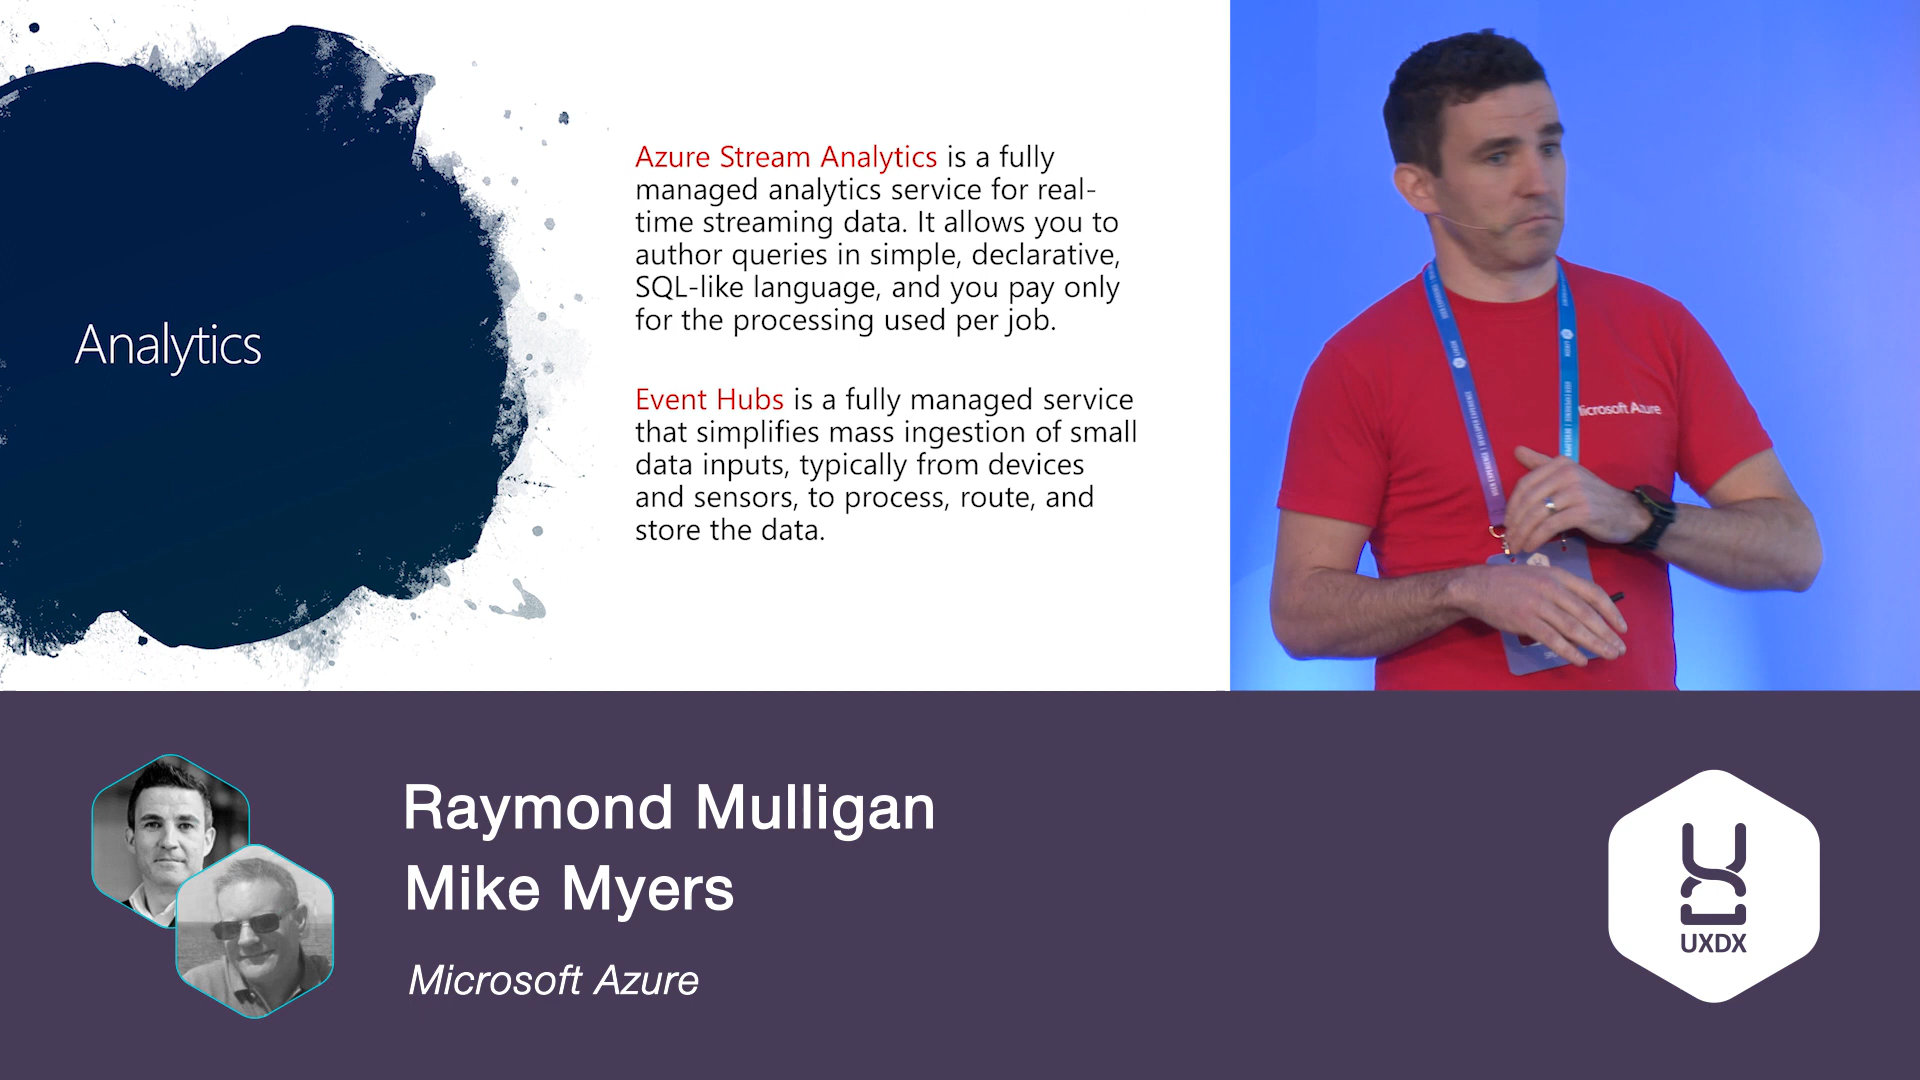 Analytics
Azure Stream Analytics is a fully
managed analytics service for real-
time streaming data. It allows you to
author queries in simple, declarative,
SQL-like language, and you pay only
for the processing used per job.
Event Hubs is a fully managed service
that simplifies mass ingestion of small
data inputs, typically from devices
and sensors, to process, route, and
store the data.
icrosoft Azure
Raymond Mulligan
Mike Myers
Microsoft Azure
UXDX